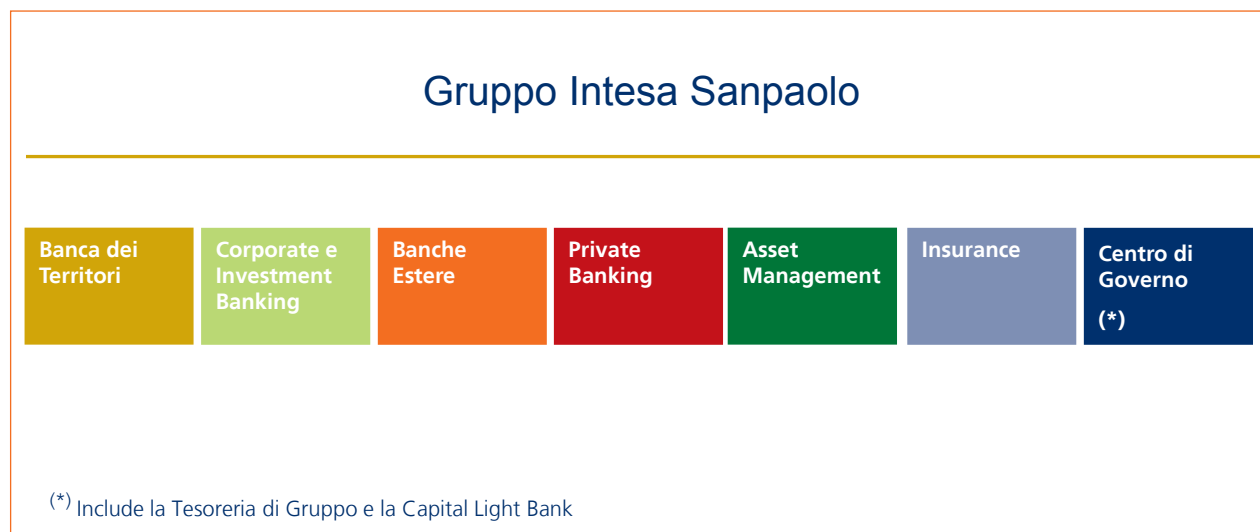 Gruppo Intesa Sanpaolo
Banca dei
Territori
Corporate e
Investment
Banking
Banche
Estere
Private
Banking
Asset
Management
Insurance
Centro di
Governo
(*)
(*) Include la Tesoreria di Gruppo e la Capital Light Bank